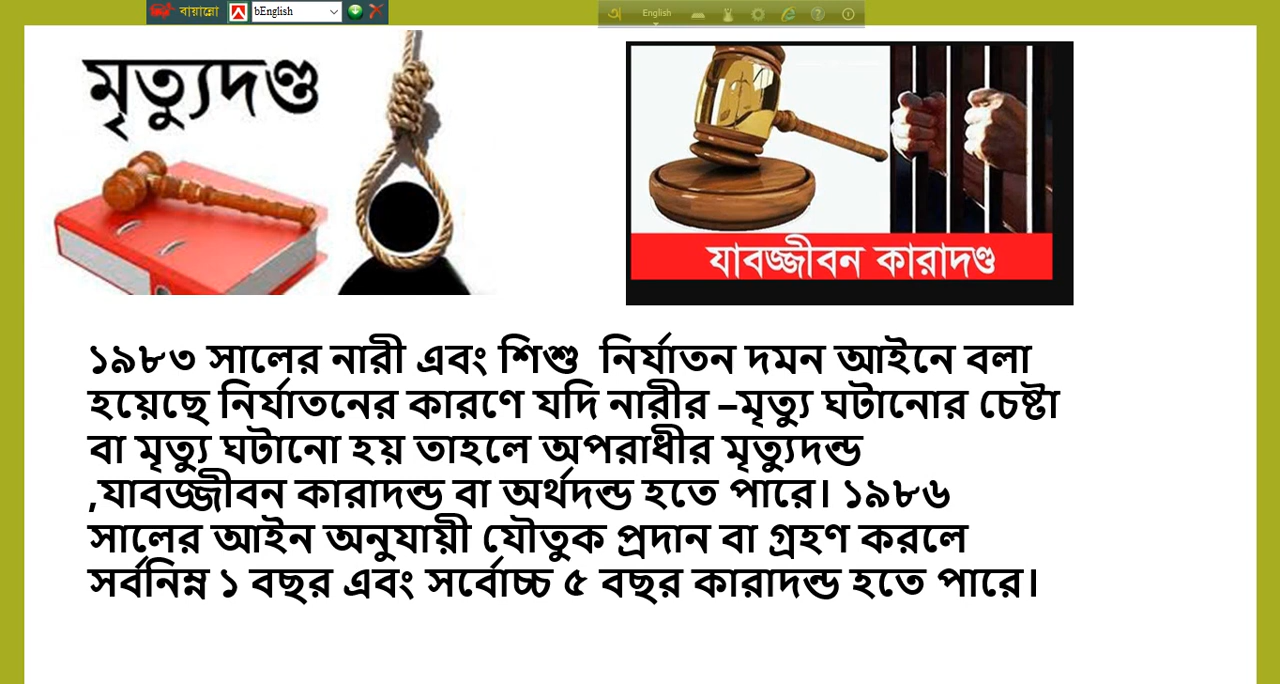 বায়ান্নো
bEnglish
English
মৃত্যুদণ্ড
যাবজ্জীবন কারাদণ্ড
১৯৮৩ সালের নারী এবং শিশু নির্যাতন দমন আইনে বলা
হয়েছে নির্যাতনের কারণে যদি নারীর –মৃত্যু ঘটানোর চেষ্টা
বা মৃত্যু ঘটানো হয় তাহলে অপরাধীর মৃত্যুদন্ড
,যাবজ্জীবন কারাদন্ড বা অর্থদন্ড হতে পারে। ১৯৮৬
সালের আইন অনুযায়ী যৌতুক প্রদান বা গ্রহণ করলে
সর্বনিম্ন ১ বছর এবং সর্বোচ্চ ৫ বছর কারাদন্ড হতে পারে।